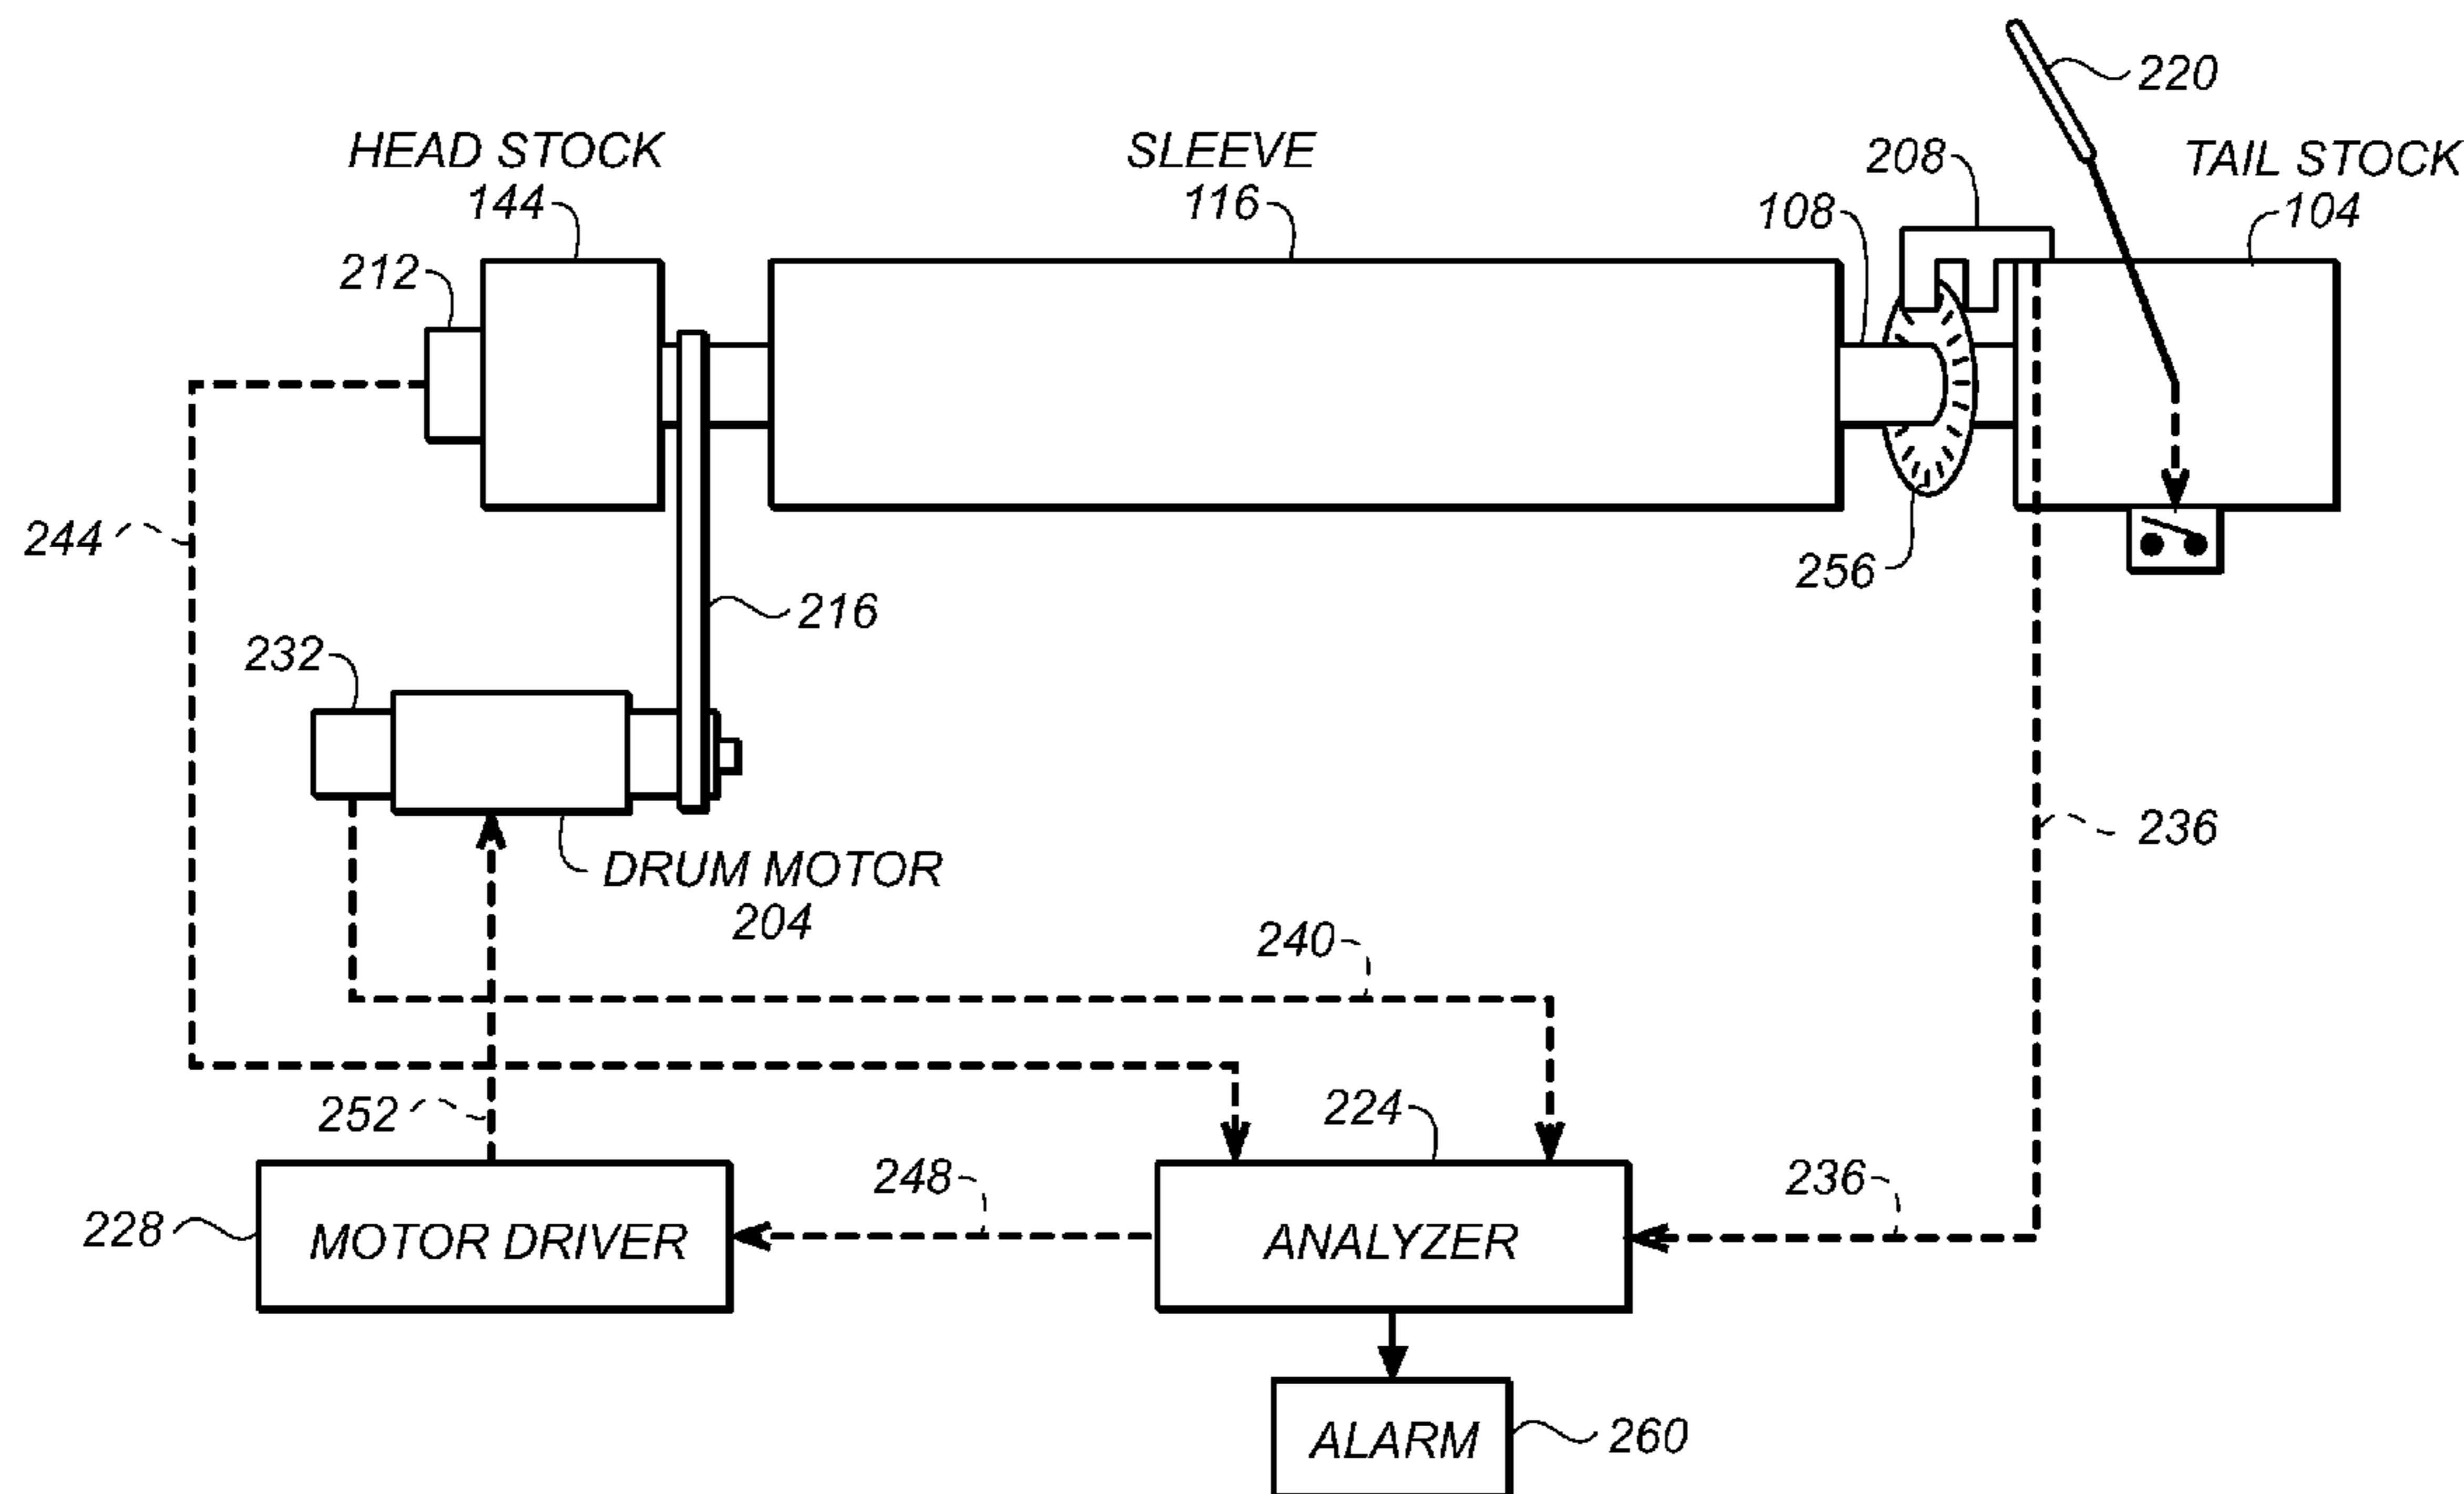 220
HEAD STOCK
144
SLEEVE
116
208
TAIL STOCK
104
108
212
244
256
216
232
236
DRUM MOTOR
204
240
252
224
248
236
228
MOTOR DRIVER
ANALYZER
ALARM
260